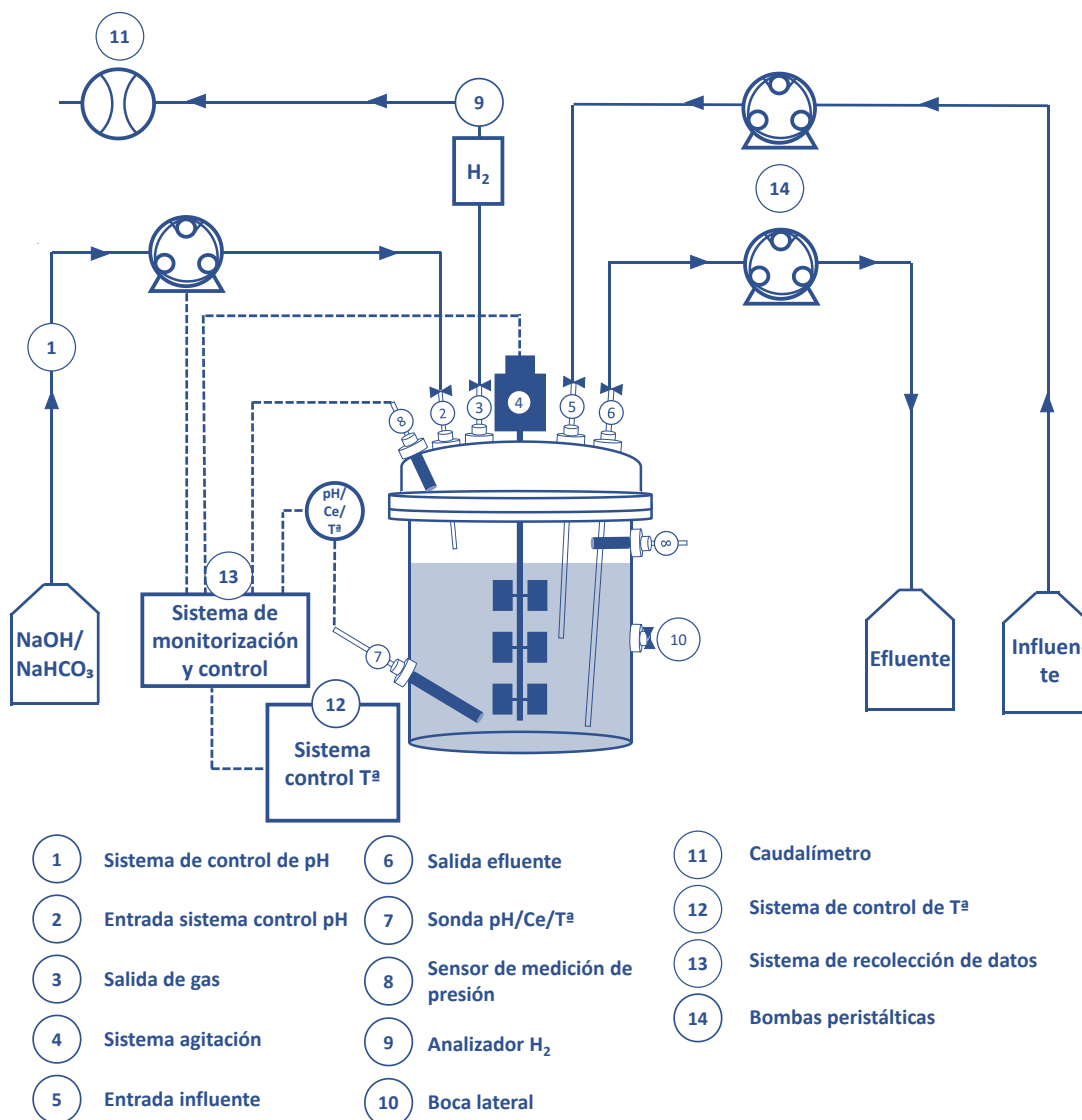 11
9
H₂
14
1
2
3
4
5
6
8
pH/
Ce/
Tª
8
13
Sistema de
monitorización
y control
NaOH/
NaHCO₃
7
10
Efluente
Influen-
te
12
Sistema
control Tª
1 Sistema de control de pH
2 Entrada sistema control pH
3 Salida de gas
4 Sistema agitación
5 Entrada influente
6 Salida efluente
7 Sonda pH/Ce/Tª
8 Sensor de medición de
presión
9 Analizador H₂
10 Boca lateral
11 Caudalímetro
12 Sistema de control de Tª
13 Sistema de recolección de datos
14 Bombas peristálticas